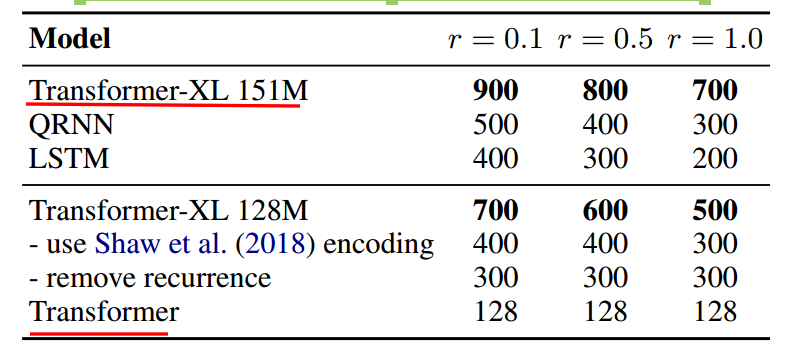 Model r = 0.1 r = 0.5 r = 1.0
Transformer-XL 151M 900 800 700
QRNN 500 400 300
LSTM 400 300 200
Transformer-XL 128M 700 600 500
- use Shaw et al. (2018) encoding 400 400 300
- remove recurrence 300 300 300
Transformer 128 128 128